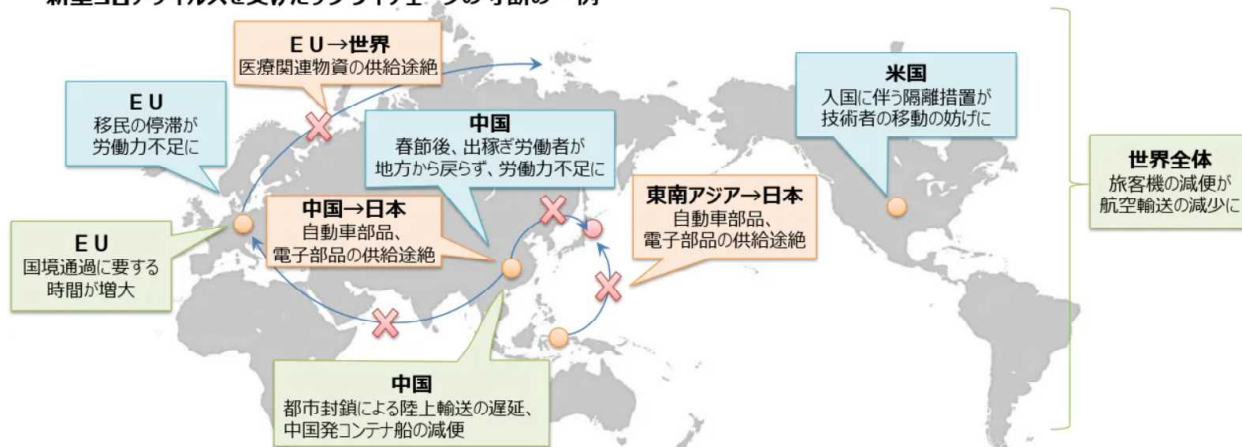 ＥＵ→世界
医療関連物資の供給途絶
ＥＵ
移民の停滞が
労働力不足に
中国
春節後、出稼ぎ労働者が
地方から戻らず、労働力不足に
米国
入国に伴う隔離措置が
技術者の移動の妨げに
世界全体
旅客機の減便が
航空輸送の減少に
中国→日本
自動車部品、
電子部品の供給途絶
東南アジア→日本
自動車部品、
電子部品の供給途絶
ＥＵ
国境通過に要する
時間が増大
中国
都市封鎖による陸上輸送の遅延、
中国発コンテナ船の減便